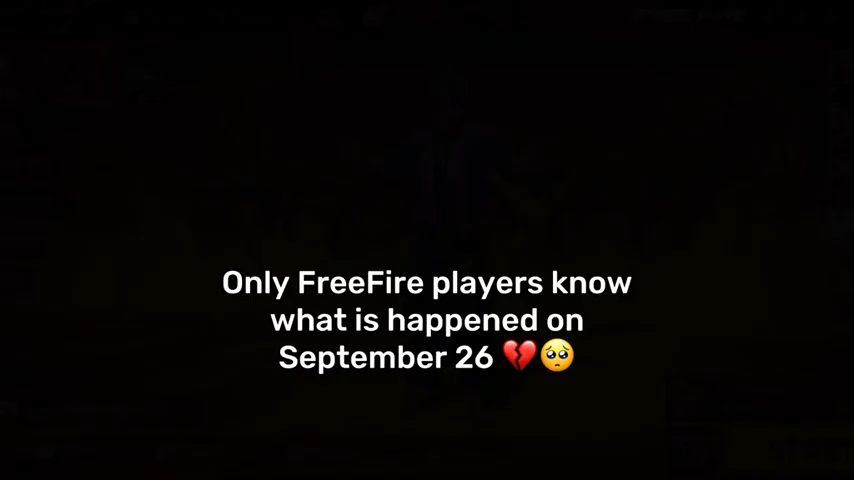 Only FreeFire players know
what is happened on
September 26 💔🥺